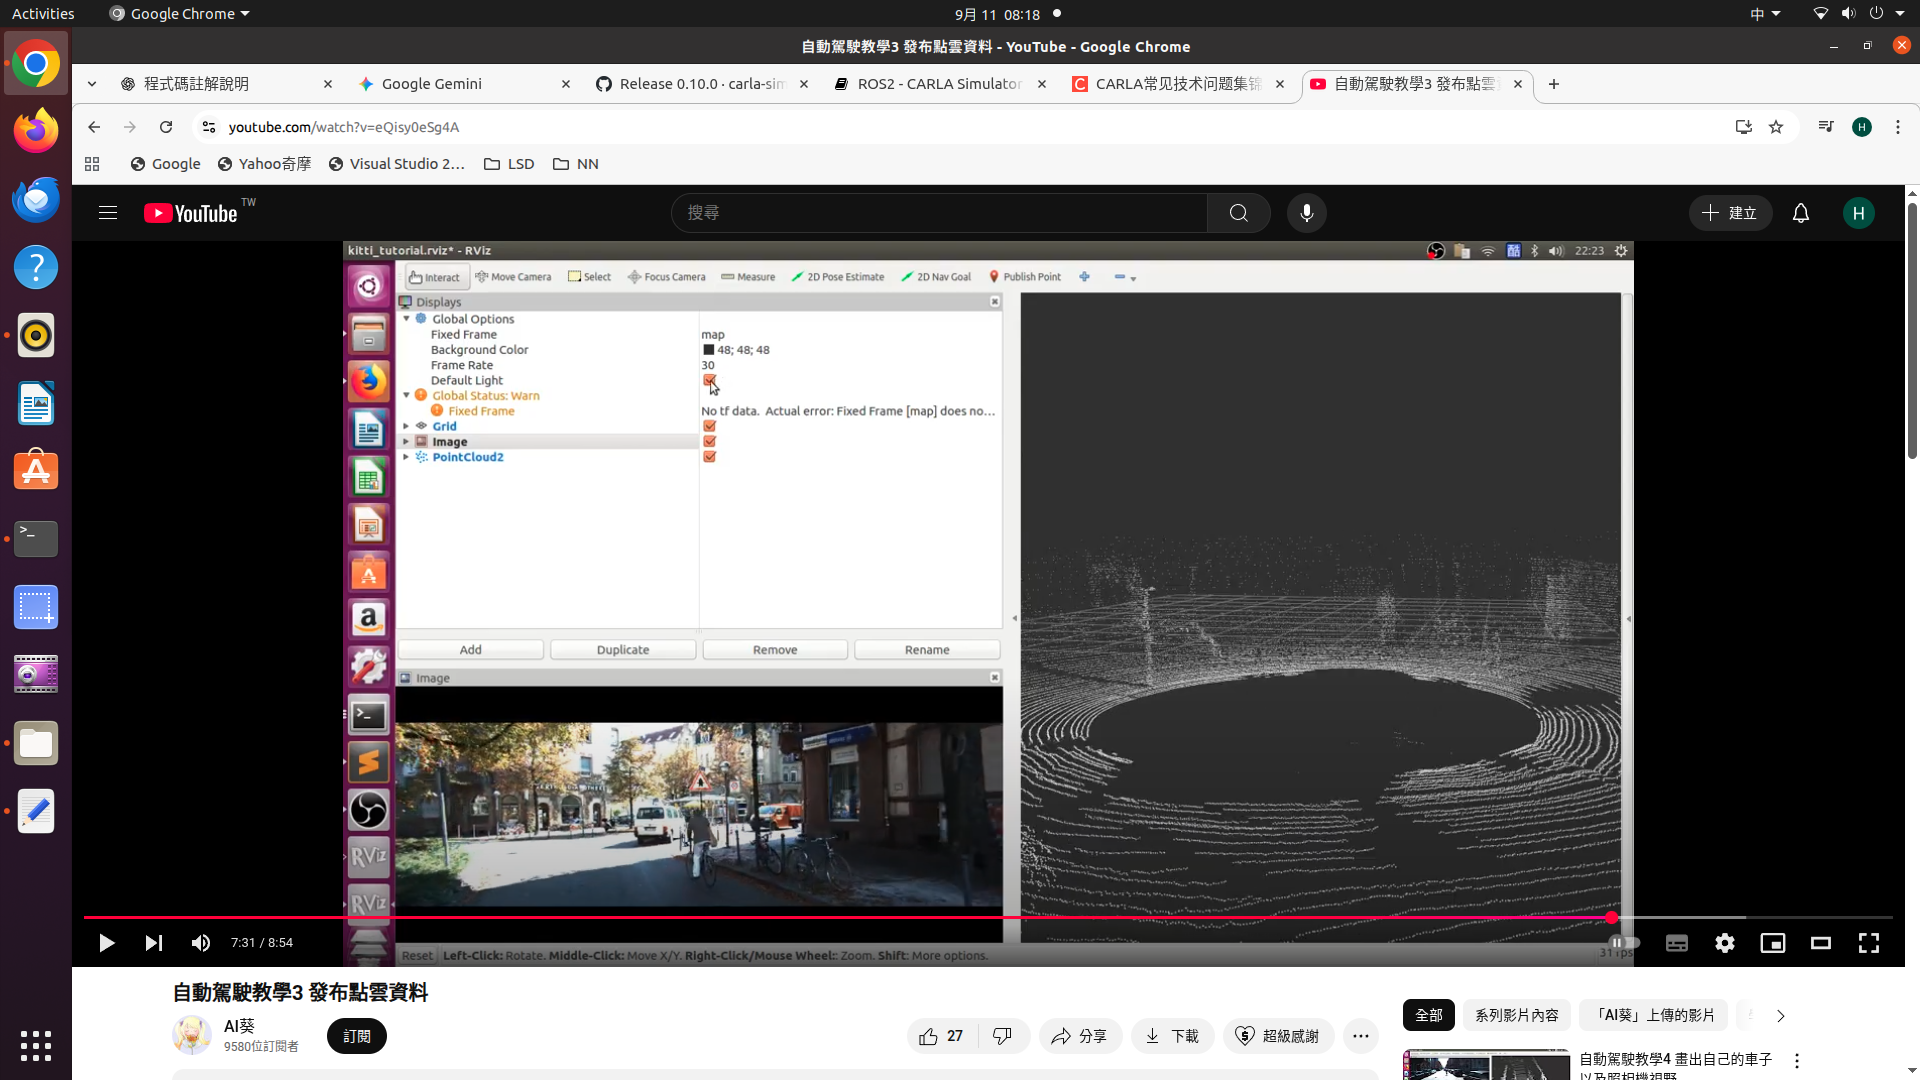 Activities
Google Chrome
9月 11 08:18
中
自動駕駛教學3 發布點雲資料 - YouTube - Google Chrome
程式碼註解說明
Google Gemini
Release 0.10.0 · carla-sim
ROS2 - CARLA Simulator
CARLA常见技术问题集锦
自動駕駛教學3 發布點雲
youtube.com/watch?v=eQisy0eSg4A
H
Google
Yahoo奇摩
Visual Studio 2…
LSD
NN
YouTube
TW
搜尋
建立
H
kitti_tutorial.rviz* - RViz
酷
22:23
Interact
Move Camera
Select
Focus Camera
Measure
2D Pose Estimate
2D Nav Goal
Publish Point
Displays
Global Options
Fixed Frame
map
Background Color
48; 48; 48
Frame Rate
30
Default Light
Global Status: Warn
Fixed Frame
No tf data. Actual error: Fixed Frame [map] does no…
Grid
Image
PointCloud2
Add
Duplicate
Remove
Rename
Image
RViz
RViz
7:31 / 8:54
Reset
Left-Click: Rotate. Middle-Click: Move X/Y. Right-Click/Mouse Wheel:: Zoom. Shift: More options.
31 fps
自動駕駛教學3 發布點雲資料
AI葵
9580位訂閱者
訂閱
27
分享
下載
超級感謝
全部
系列影片內容
「AI葵」上傳的影片
自動駕駛教學4 畫出自己的車子
以及照相機視野